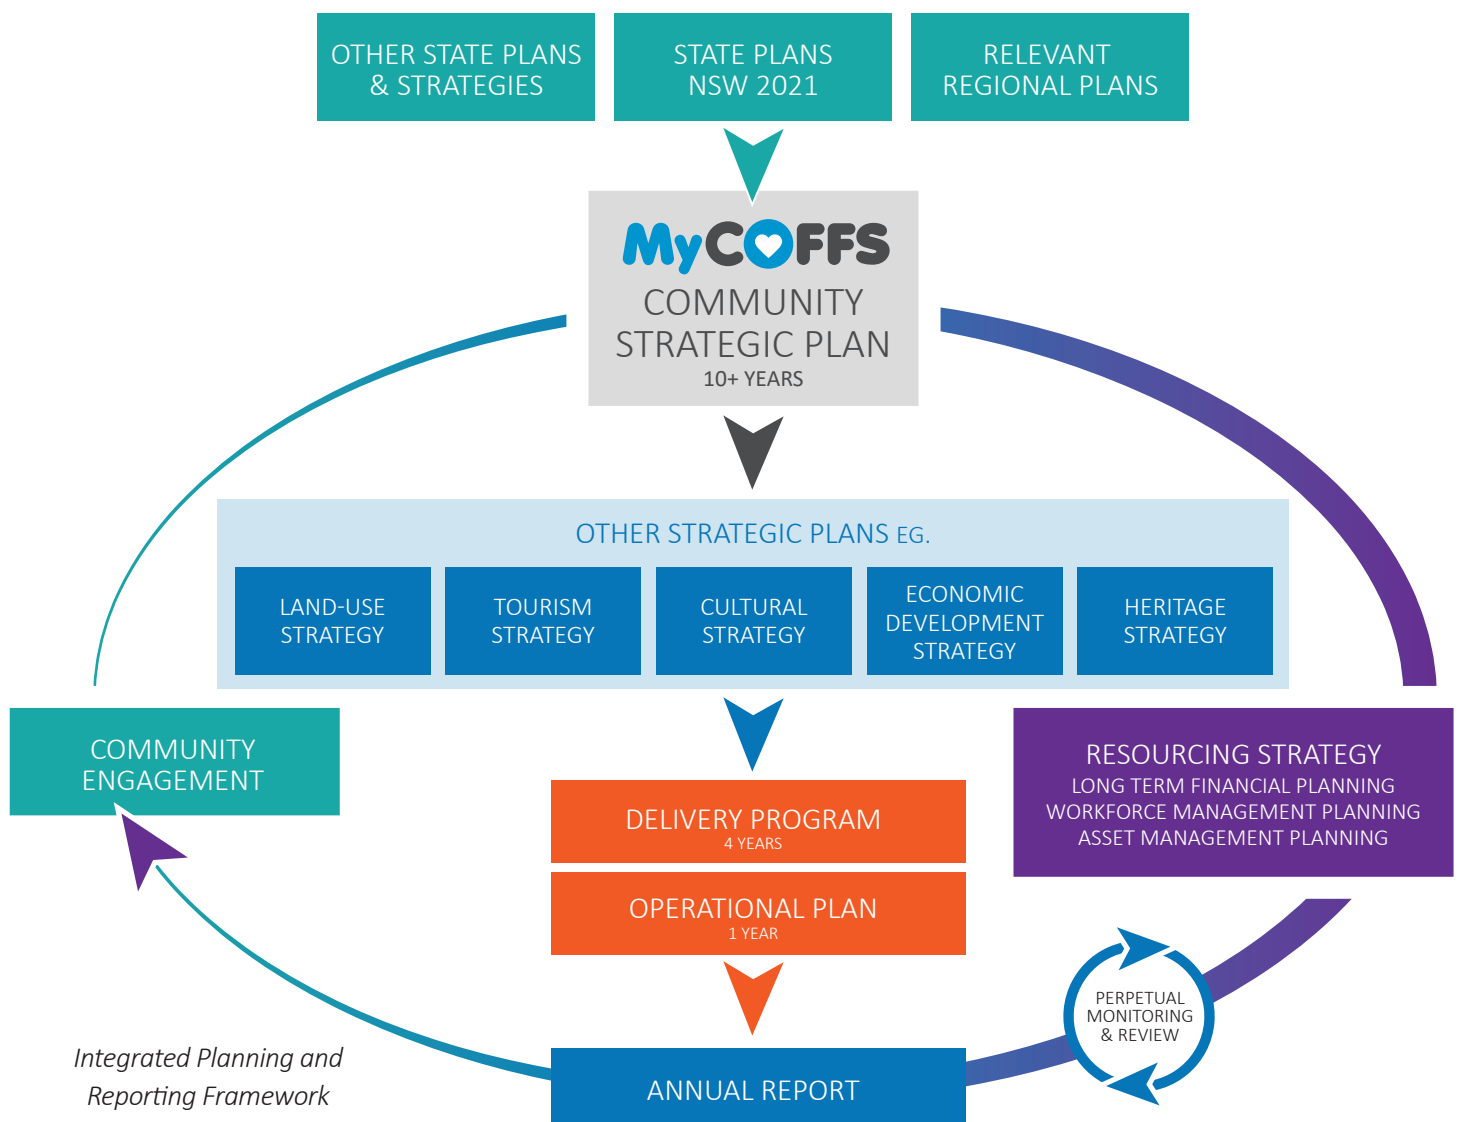 OTHER STATE PLANS
& STRATEGIES
STATE PLANS
NSW 2021
RELEVANT
REGIONAL PLANS
MyCOFFS
COMMUNITY
STRATEGIC PLAN
10+ YEARS
OTHER STRATEGIC PLANS EG.
LAND-USE
STRATEGY
TOURISM
STRATEGY
CULTURAL
STRATEGY
ECONOMIC
DEVELOPMENT
STRATEGY
HERITAGE
STRATEGY
COMMUNITY
ENGAGEMENT
RESOURCING STRATEGY
LONG TERM FINANCIAL PLANNING
WORKFORCE MANAGEMENT PLANNING
ASSET MANAGEMENT PLANNING
DELIVERY PROGRAM
4 YEARS
OPERATIONAL PLAN
1 YEAR
PERPETUAL
MONITORING
& REVIEW
Integrated Planning and
Reporting Framework
ANNUAL REPORT